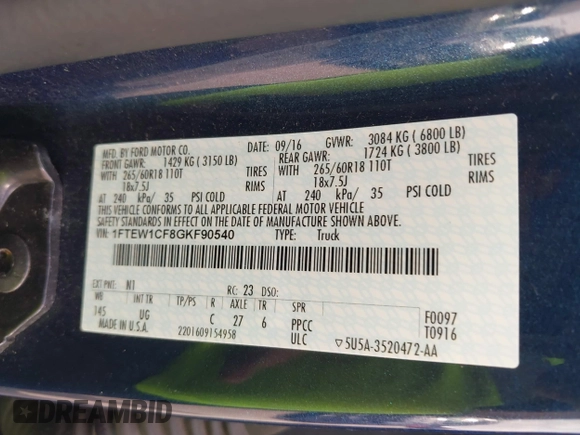 MFD. BY FORD MOTOR CO. DATE: 09/16 GVWR: 3084 KG ( 6800 LB)
FRONT GAWR: 1429 KG ( 3150 LB) REAR GAWR: 1724 KG ( 3800 LB)
WITH 265/60R18 110T TIRES WITH 265/60R18 110T TIRES
18x7.5J RIMS 18x7.5J RIMS
AT 240 kPa/ 35 PSI COLD AT 240 kPa/ 35 PSI COLD
THIS VEHICLE CONFORMS TO ALL APPLICABLE FEDERAL MOTOR VEHICLE
SAFETY STANDARDS IN EFFECT ON THE DATE OF MANUFACTURE SHOWN ABOVE.
VIN: 1FTEW1CF8GKF90540 TYPE: Truck
EXT PNT: N1 RC: 23 DSO:
WB INT TR TP/PS R AXLE TR SPR
145 UG C 27 6 PPCC F0097
MADE IN U.S.A. 2201609154958 ULC T0916
▽5U5A-3520472-AA
DREAMBID